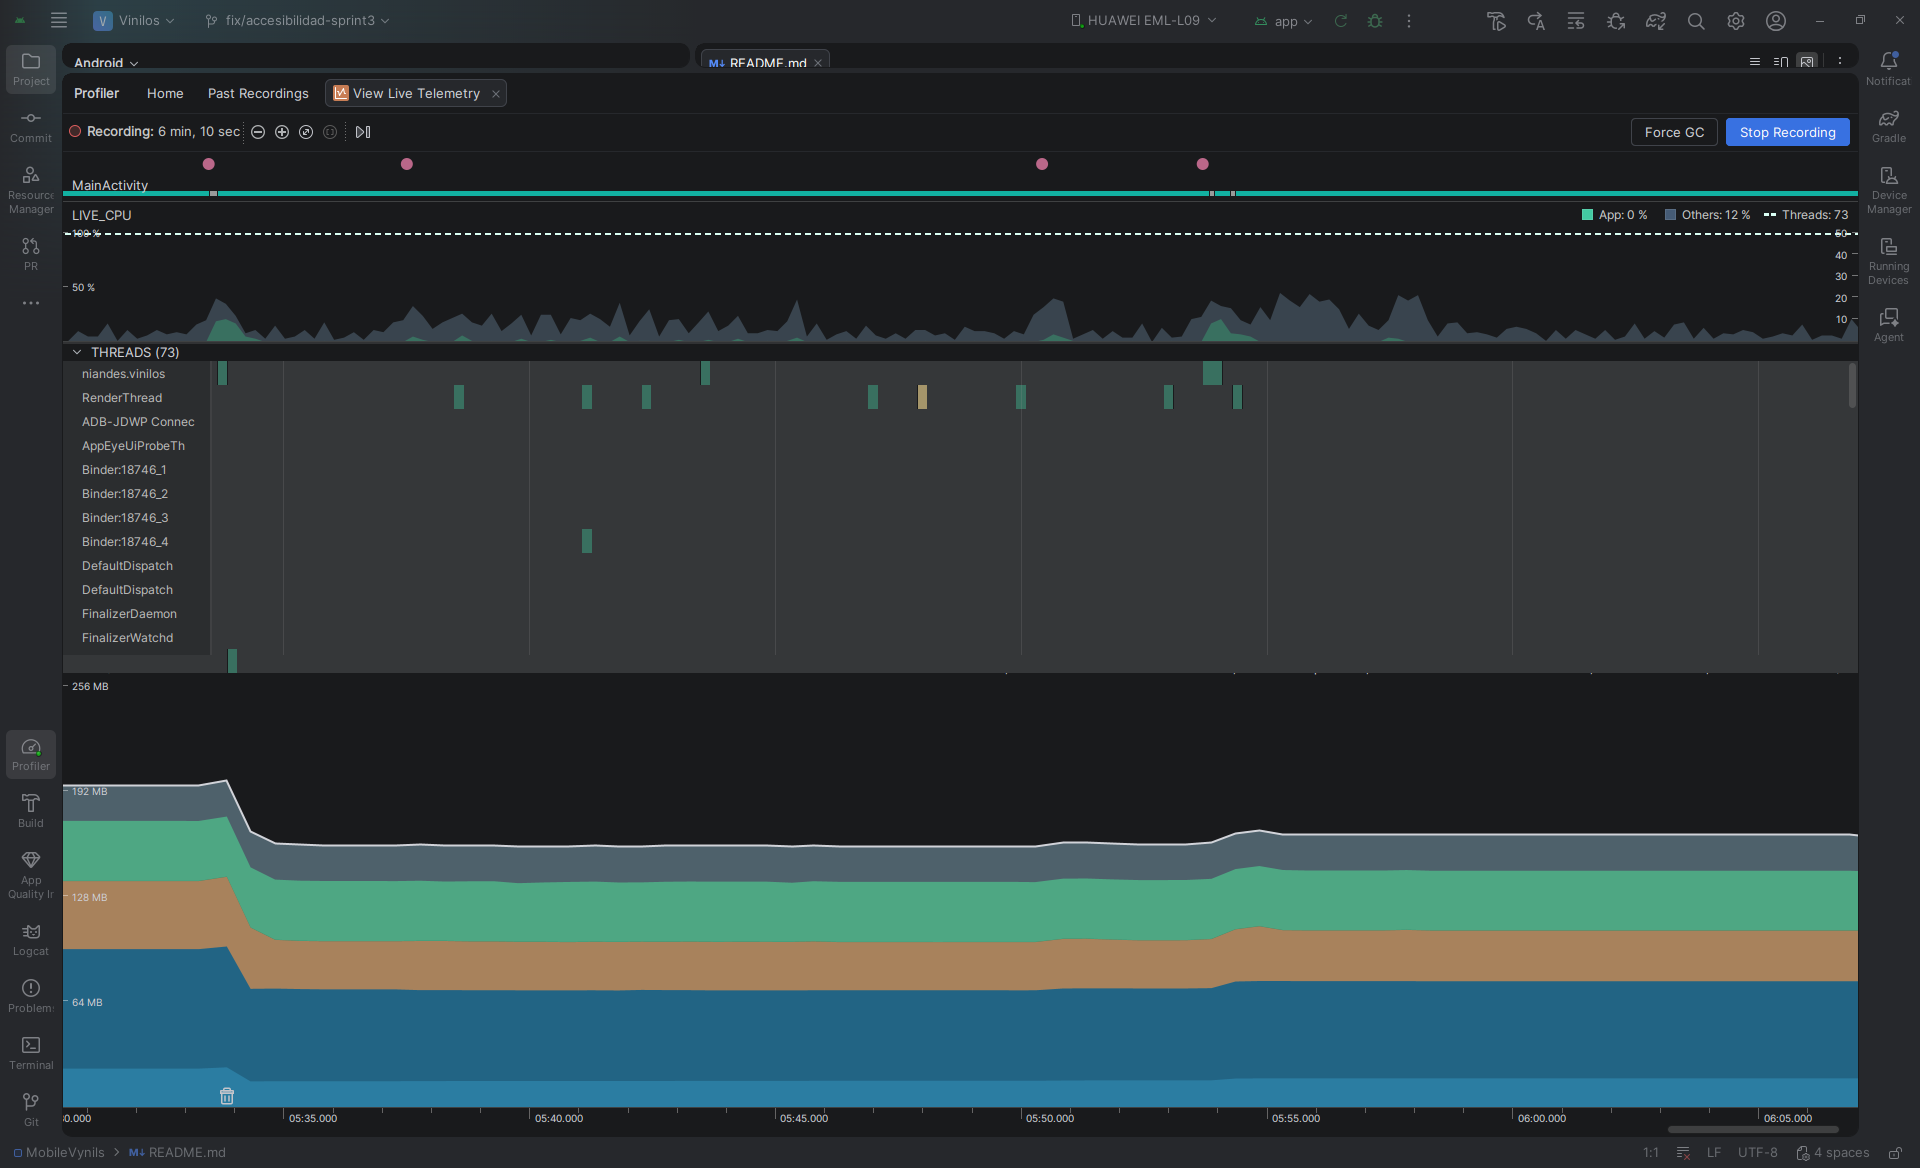 V Vinilos
fix/accesibilidad-sprint3
HUAWEI EML-L09
app
Project
Commit
Resource
Manager
PR
Android
README.md
Profiler
Home
Past Recordings
View Live Telemetry
Recording: 6 min, 10 sec
Force GC
Stop Recording
MainActivity
LIVE_CPU
App: 0 %
Others: 12 %
Threads: 73
100 %
50
40
50 %
30
20
10
THREADS (73)
niandes.vinilos
RenderThread
ADB-JDWP Connec
AppEyeUiProbeTh
Binder:18746_1
Binder:18746_2
Binder:18746_3
Binder:18746_4
DefaultDispatch
DefaultDispatch
FinalizerDaemon
FinalizerWatchd
256 MB
192 MB
128 MB
64 MB
0.000
05:35.000
05:40.000
05:45.000
05:50.000
05:55.000
06:00.000
06:05.000
Notificat
Gradle
Device
Manager
Running
Devices
Agent
Profiler
Build
App
Quality In
Logcat
Problems
Terminal
Git
MobileVynils > M↓ README.md
1:1
LF
UTF-8
4 spaces